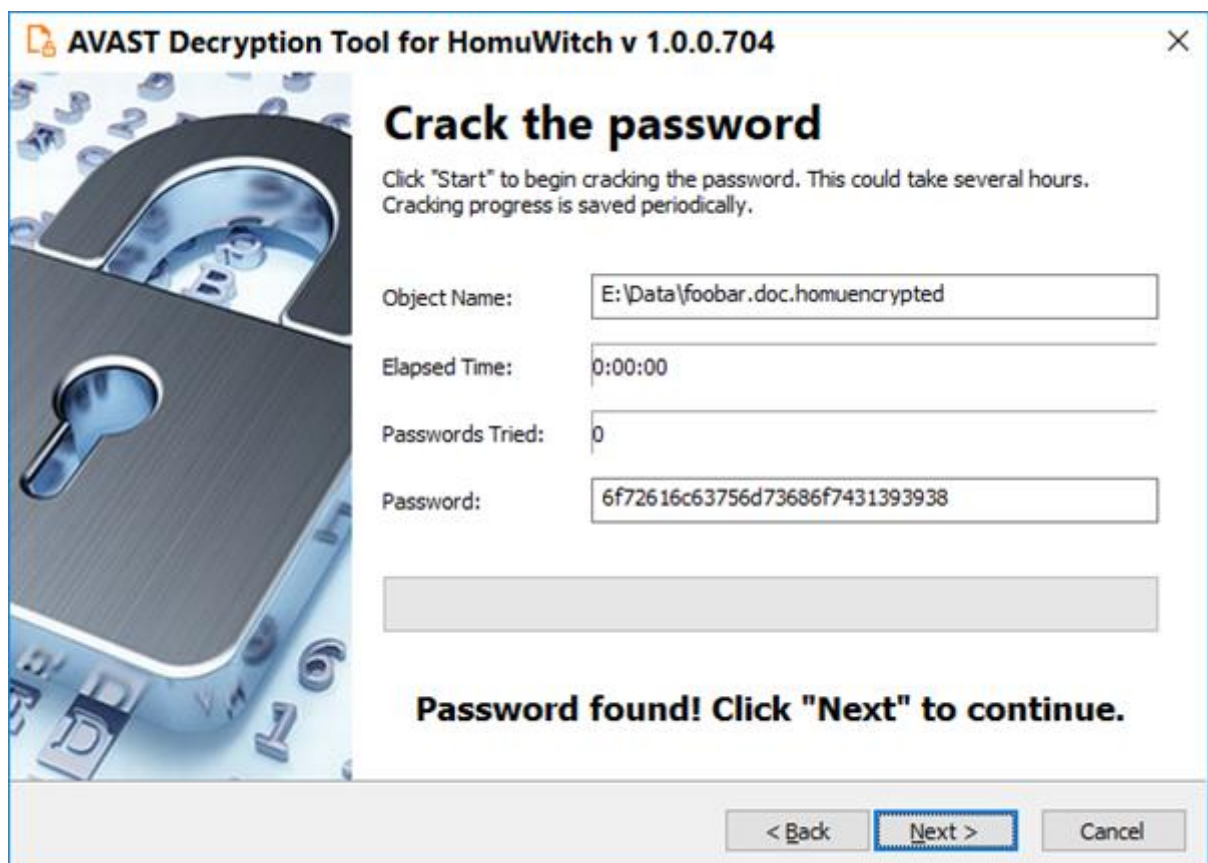 AVAST Decryption Tool for HomuWitch v 1.0.0.704
Crack the password
Click "Start" to begin cracking the password. This could take several hours.
Cracking progress is saved periodically.
Object Name: E:\Data\foobar.doc.homuencrypted
Elapsed Time: 0:00:00
Passwords Tried: 0
Password: 6f72616c63756d73686f7431393938
Password found! Click "Next" to continue.
< Back Next > Cancel